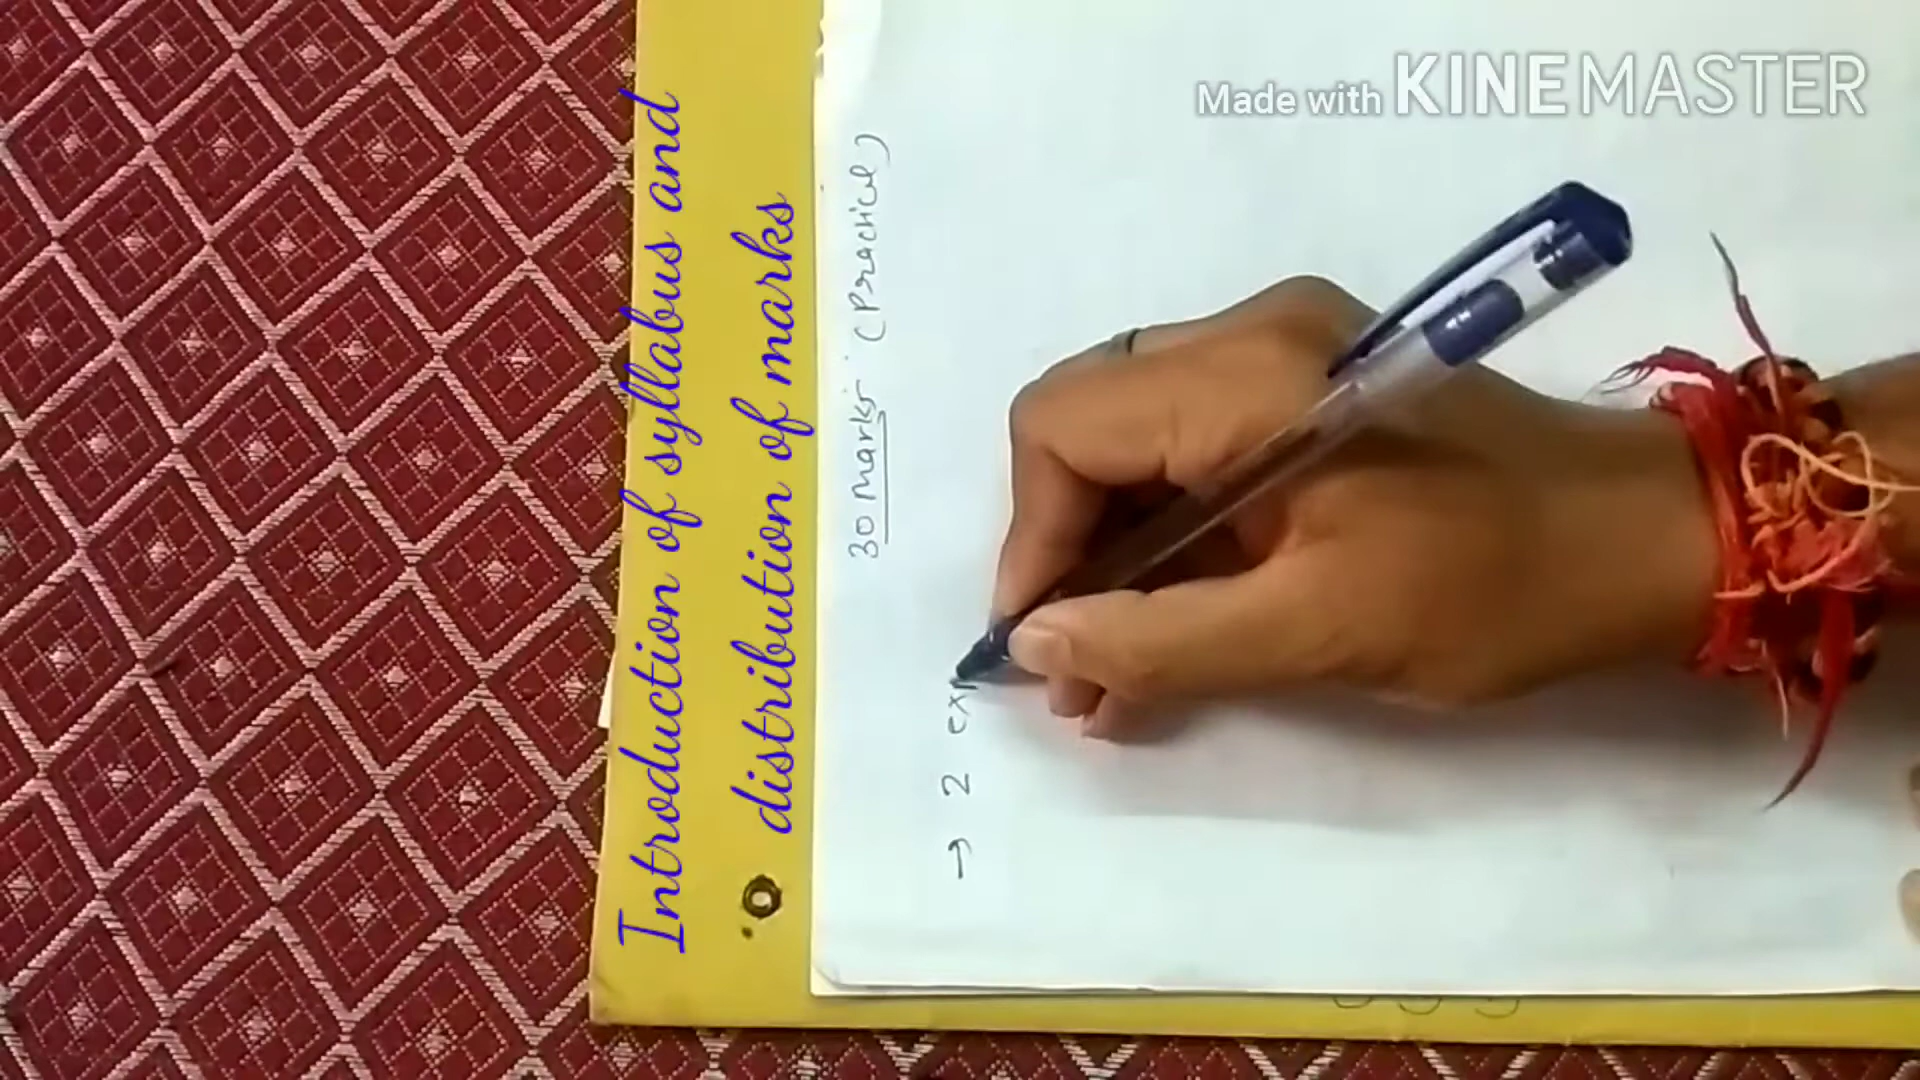 Made with KINEMASTER
Introduction of syllabus and
distribution of marks
30 marks (Practical)
→ 2 ex